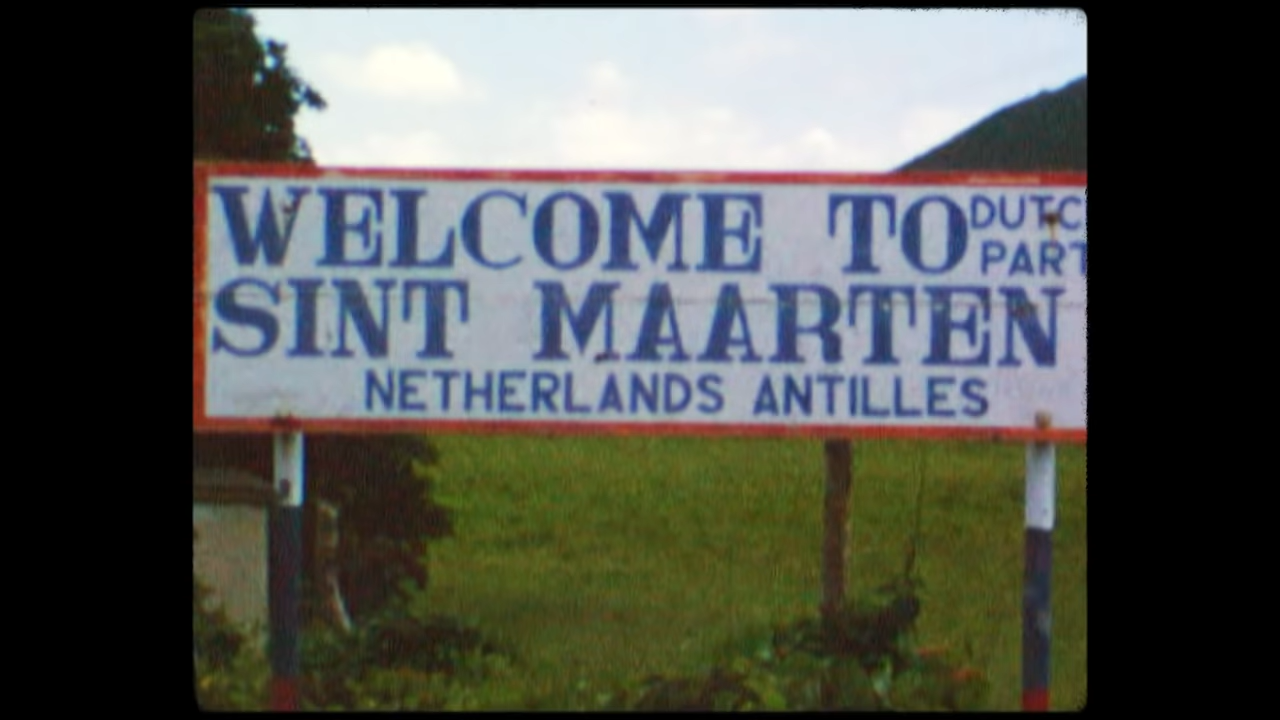 WELCOME TO DUTC
PART
SINT MAARTEN
NETHERLANDS ANTILLES